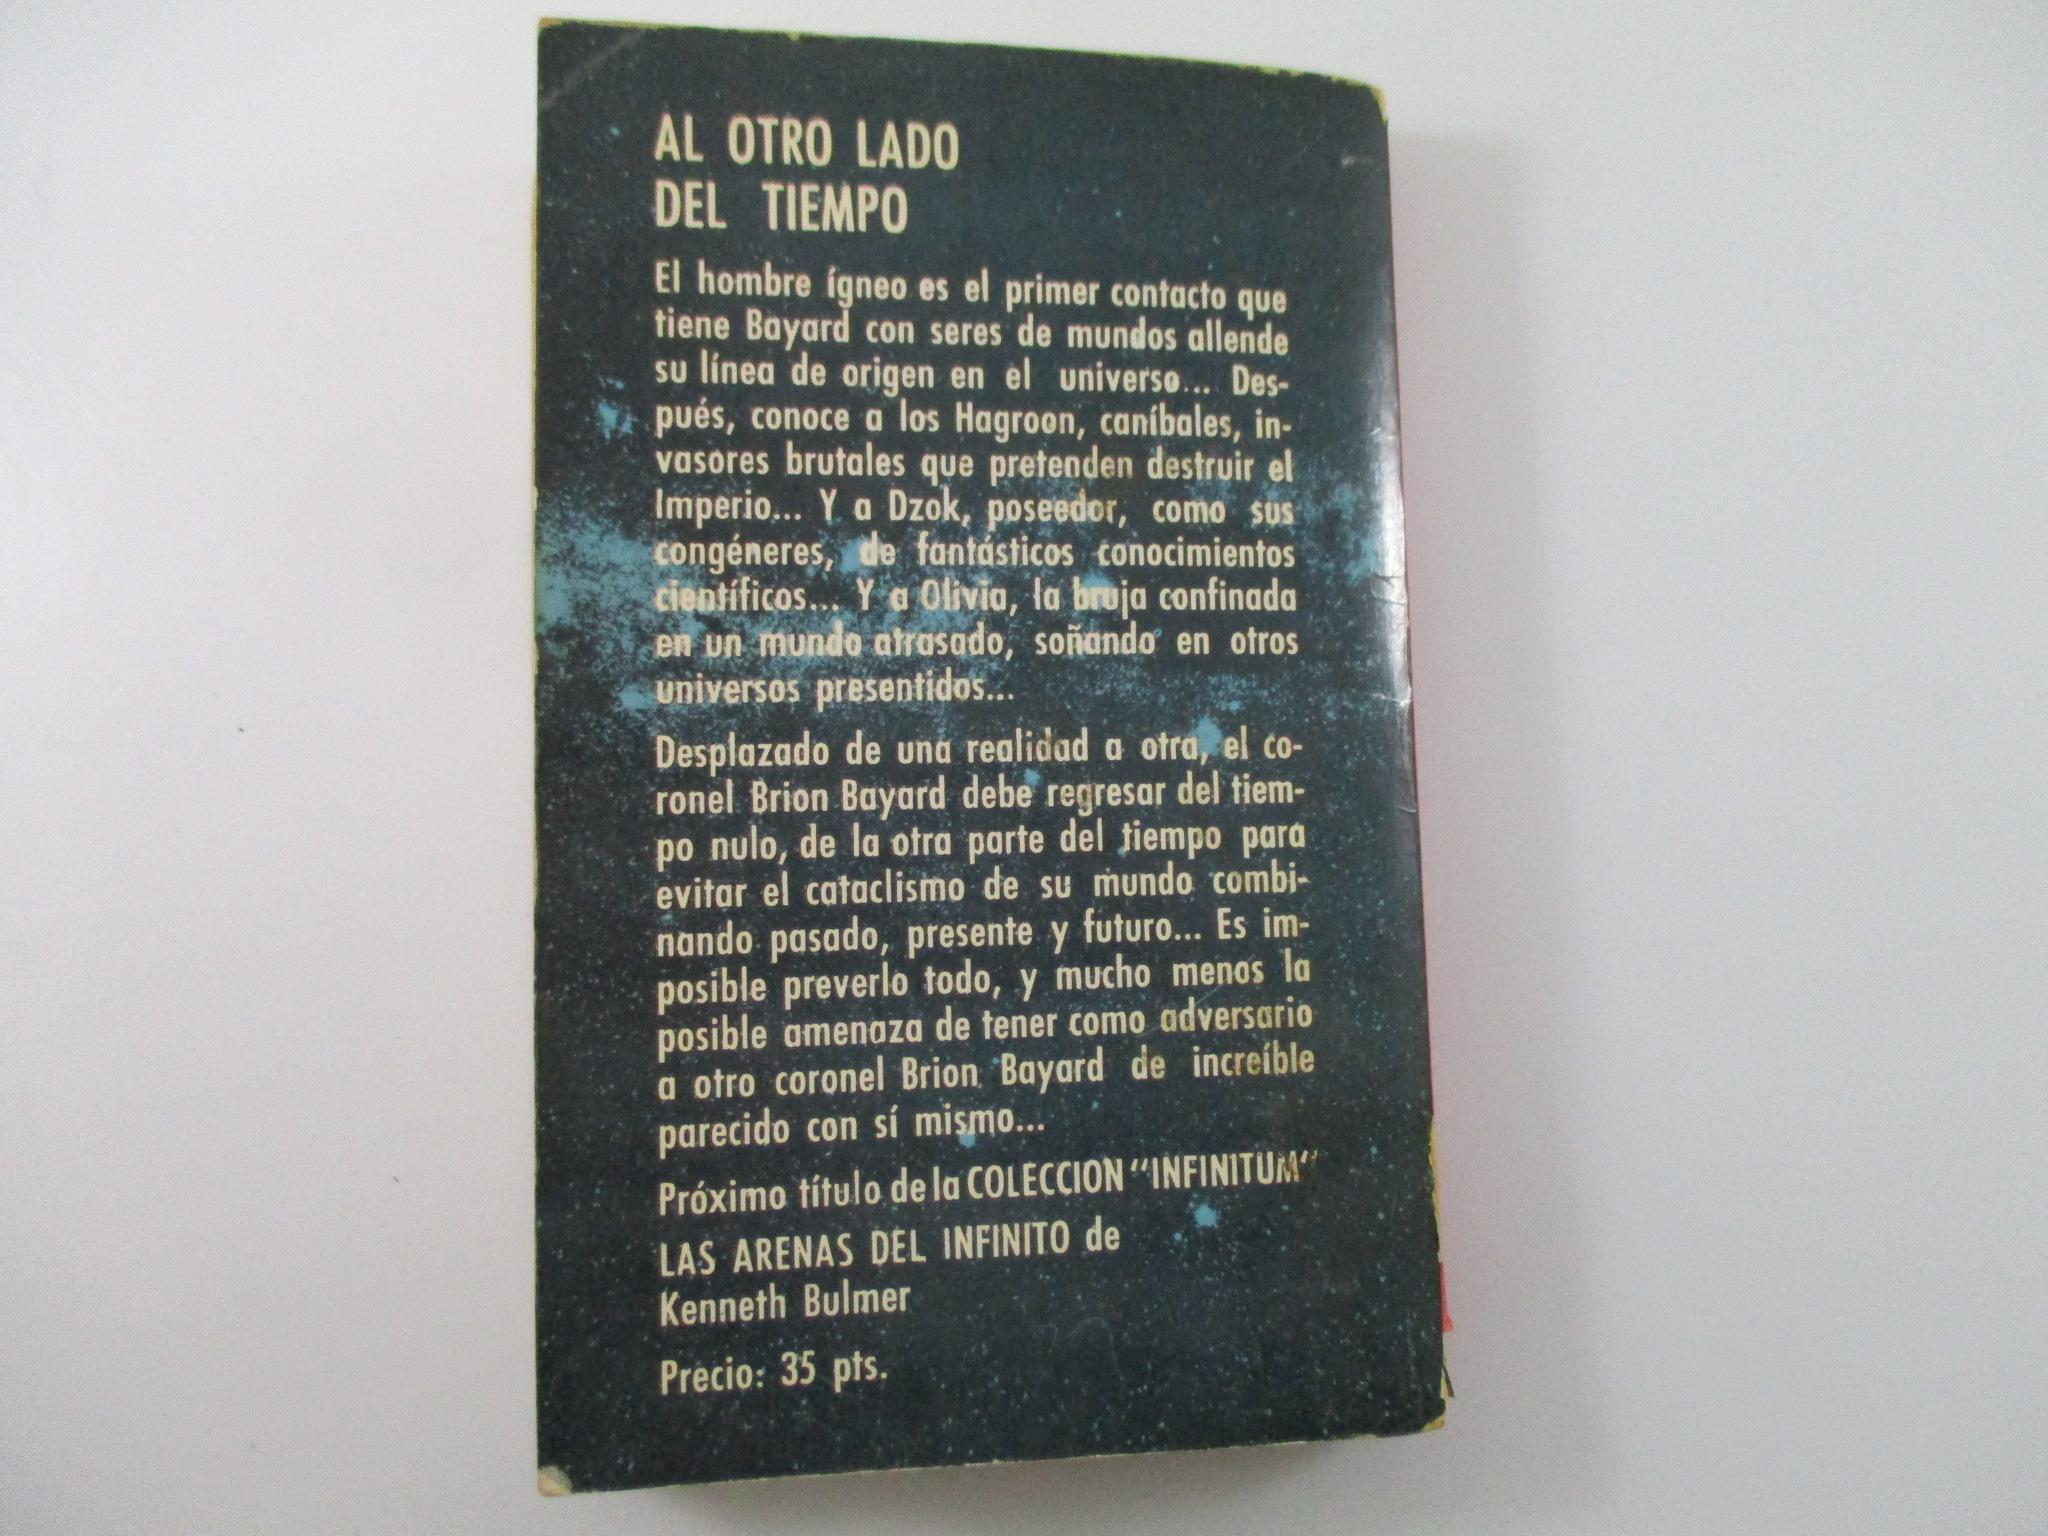 AL OTRO LADO
DEL TIEMPO
El hombre ígneo es el primer contacto que
tiene Bayard con seres de mundos allende
su línea de origen en el universo... Des-
pués, conoce a los Hagroon, caníbales, in-
vasores brutales que pretenden destruir el
Imperio... Y a Dzok, poseedor, como sus
congéneres, de fantásticos conocimientos
científicos... Y a Olivia, la bruja confinada
en un mundo atrasado, soñando en otros
universos presentidos...
Desplazado de una realidad a otra, el co-
ronel Brion Bayard debe regresar del tiem-
po nulo, de la otra parte del tiempo para
evitar el cataclismo de su mundo combi-
nando pasado, presente y futuro... Es im-
posible preverlo todo, y mucho menos la
posible amenaza de tener como adversario
a otro coronel Brion Bayard de increíble
parecido con sí mismo...
Próximo título de la COLECCION "INFINITUM"
LAS ARENAS DEL INFINITO de
Kenneth Bulmer
Precio: 35 pts.